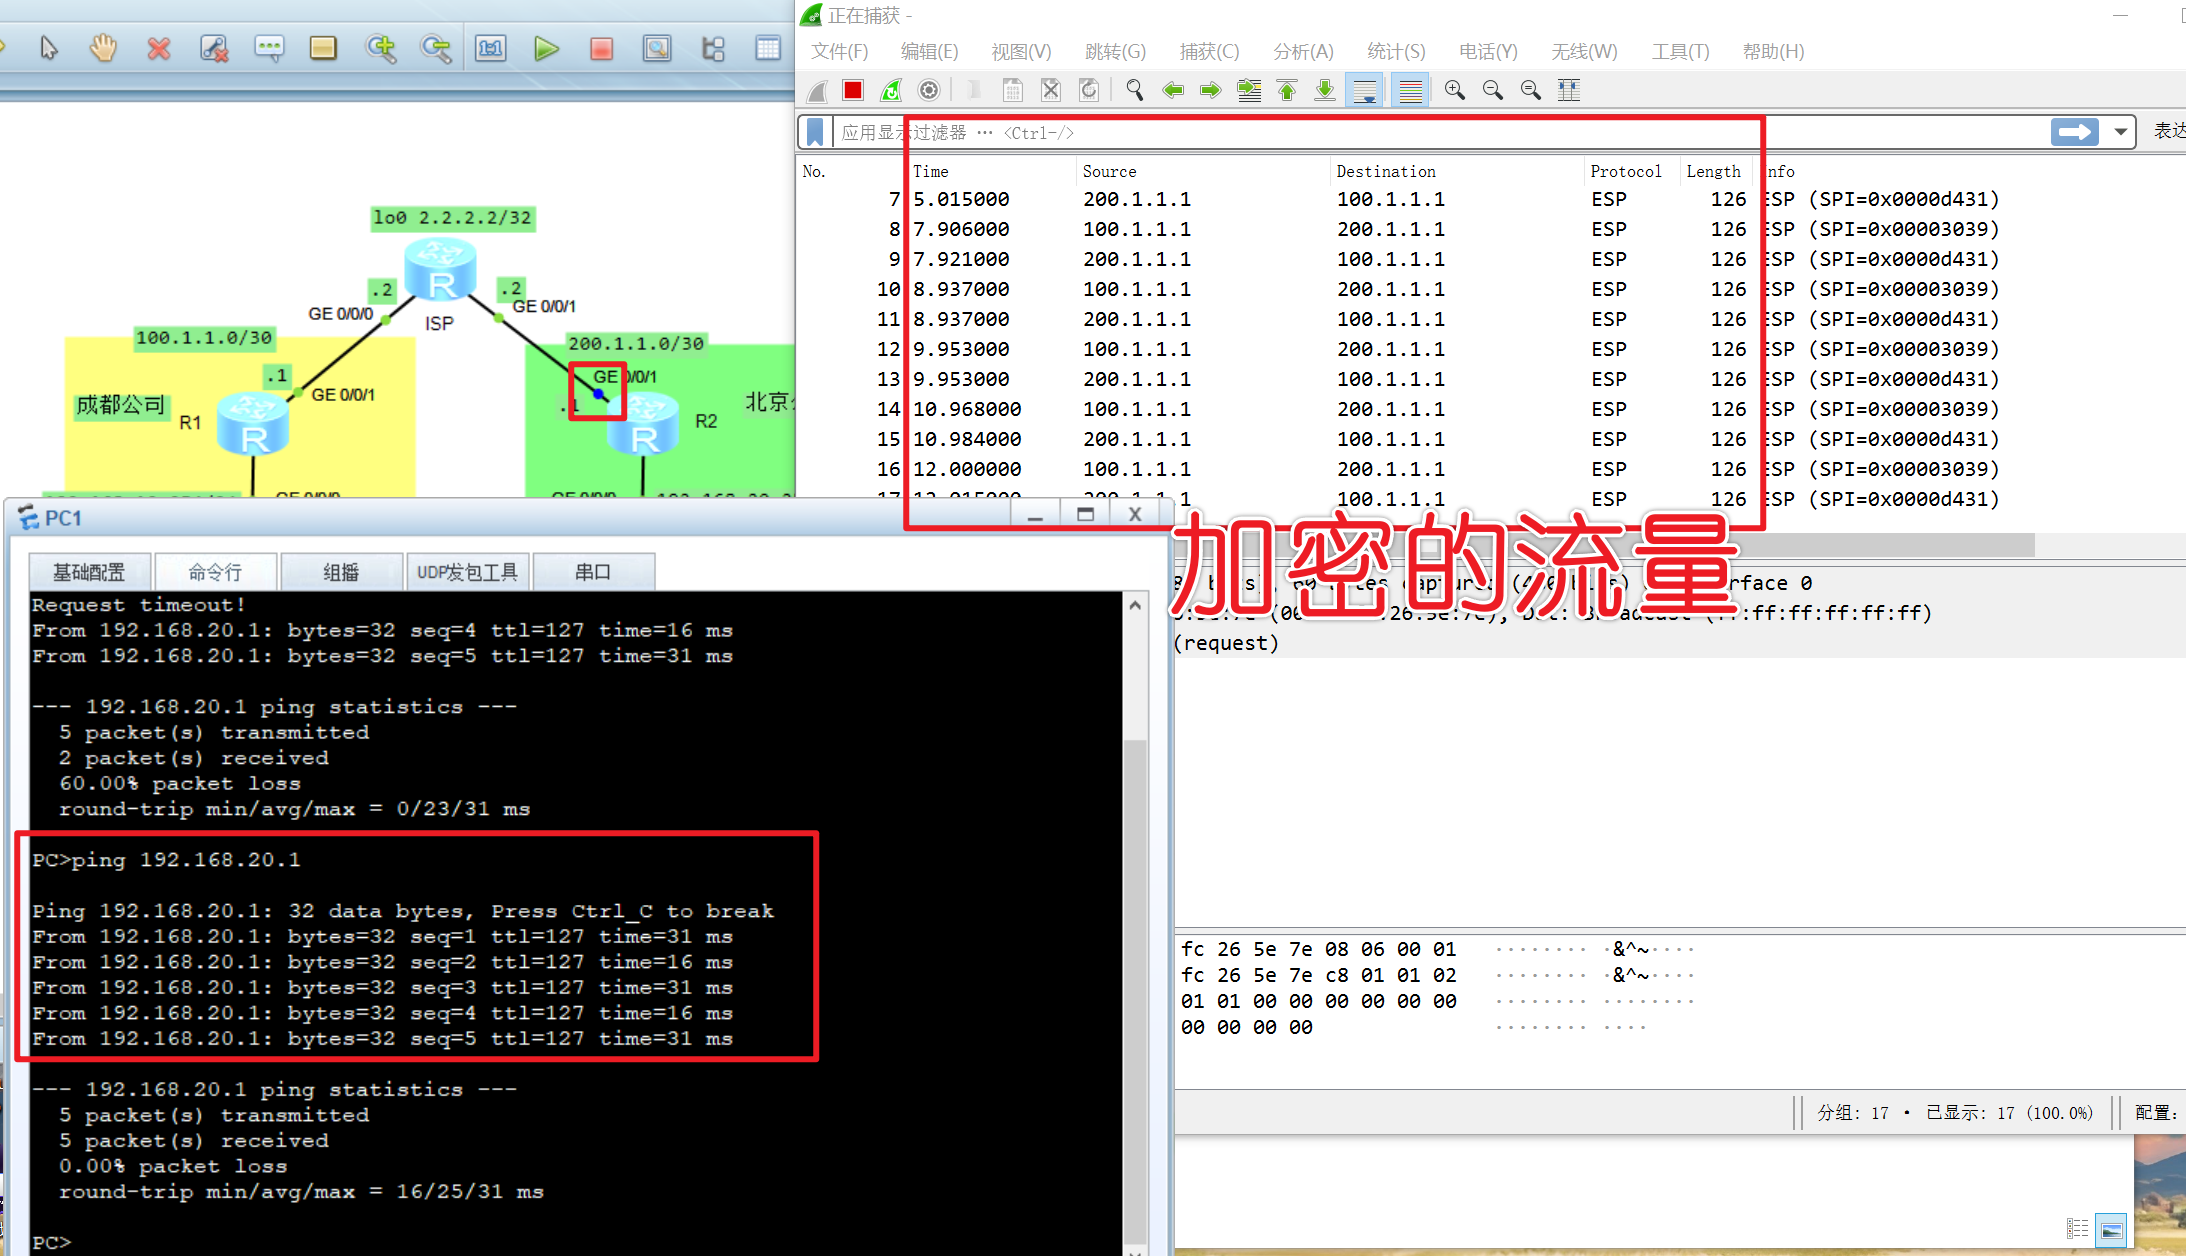 lo0 2.2.2.2/32
.2
.2
GE 0/0/0
GE 0/0/1
ISP
100.1.1.0/30
200.1.1.0/30
.1
GE 0/0/1
GE 0/0/1
成都公司
R1
R
R
R
.1
R2
北京
正在捕获 -
文件(F) 编辑(E) 视图(V) 跳转(G) 捕获(C) 分析(A) 统计(S) 电话(Y) 无线(W) 工具(T) 帮助(H)
应用显示过滤器 … <Ctrl-/>
表达
No. Time Source Destination Protocol Length Info
7 5.015000 200.1.1.1 100.1.1.1 ESP 126 ESP (SPI=0x0000d431)
8 7.906000 100.1.1.1 200.1.1.1 ESP 126 ESP (SPI=0x00003039)
9 7.921000 200.1.1.1 100.1.1.1 ESP 126 ESP (SPI=0x0000d431)
10 8.937000 100.1.1.1 200.1.1.1 ESP 126 ESP (SPI=0x00003039)
11 8.937000 200.1.1.1 100.1.1.1 ESP 126 ESP (SPI=0x0000d431)
12 9.953000 100.1.1.1 200.1.1.1 ESP 126 ESP (SPI=0x00003039)
13 9.953000 200.1.1.1 100.1.1.1 ESP 126 ESP (SPI=0x0000d431)
14 10.968000 100.1.1.1 200.1.1.1 ESP 126 ESP (SPI=0x00003039)
15 10.984000 200.1.1.1 100.1.1.1 ESP 126 ESP (SPI=0x0000d431)
16 12.000000 100.1.1.1 200.1.1.1 ESP 126 ESP (SPI=0x00003039)
17 12.015000 200.1.1.1 100.1.1.1 ESP 126 ESP (SPI=0x0000d431)
加密的流量
rface 0
(request)
fc 26 5e 7e 08 06 00 01 ········ ·&^~····
fc 26 5e 7e c8 01 01 02 ········ ·&^~····
01 01 00 00 00 00 00 00 ········ ········
00 00 00 00 ········ ····
分组: 17 · 已显示: 17 (100.0%)
配置:
PC1
基础配置 命令行 组播 UDP发包工具 串口
Request timeout!
From 192.168.20.1: bytes=32 seq=4 ttl=127 time=16 ms
From 192.168.20.1: bytes=32 seq=5 ttl=127 time=31 ms
--- 192.168.20.1 ping statistics ---
5 packet(s) transmitted
2 packet(s) received
60.00% packet loss
round-trip min/avg/max = 0/23/31 ms
PC>ping 192.168.20.1
Ping 192.168.20.1: 32 data bytes, Press Ctrl_C to break
From 192.168.20.1: bytes=32 seq=1 ttl=127 time=31 ms
From 192.168.20.1: bytes=32 seq=2 ttl=127 time=16 ms
From 192.168.20.1: bytes=32 seq=3 ttl=127 time=31 ms
From 192.168.20.1: bytes=32 seq=4 ttl=127 time=16 ms
From 192.168.20.1: bytes=32 seq=5 ttl=127 time=31 ms
--- 192.168.20.1 ping statistics ---
5 packet(s) transmitted
5 packet(s) received
0.00% packet loss
round-trip min/avg/max = 16/25/31 ms
PC>